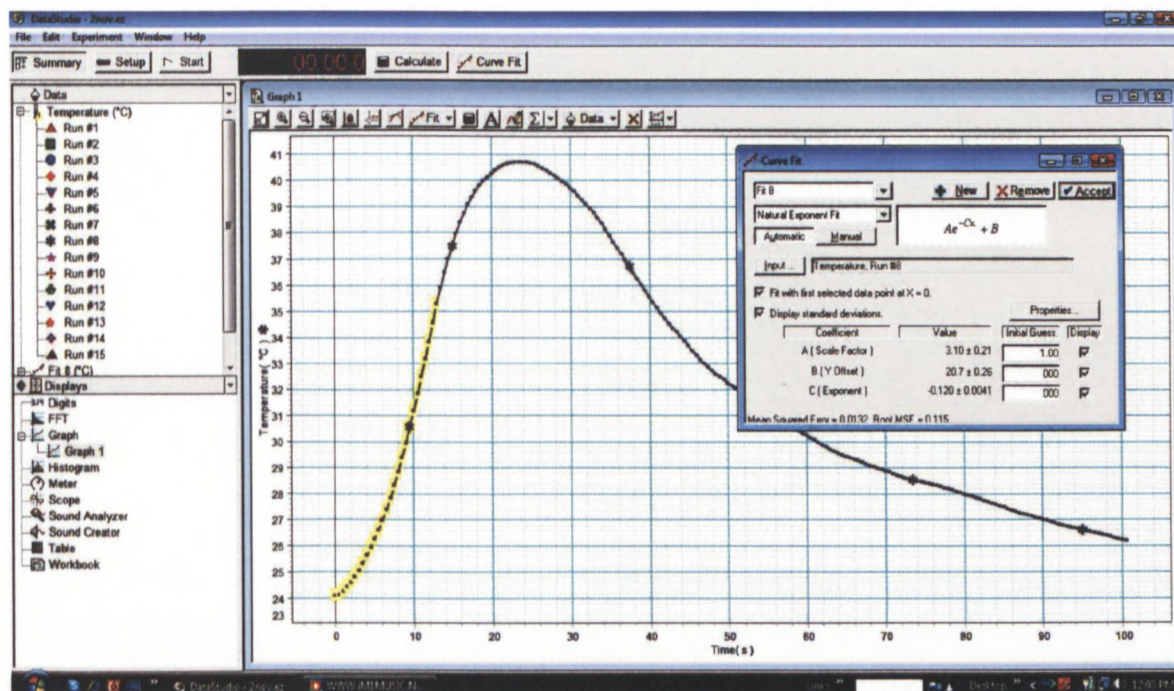 DataStudio - 2nov.ez
File Edit Experiment Window Help
Summary Setup Start Calculate Curve Fit
Data
Temperature (°C)
Run #1
Run #2
Run #3
Run #4
Run #5
Run #6
Run #7
Run #8
Run #9
Run #10
Run #11
Run #12
Run #13
Run #14
Run #15
Fit 8 (°C)
Displays
Digits
FFT
Graph
Graph 1
Histogram
Meter
Scope
Sound Analyzer
Sound Creator
Table
Workbook
Graph 1
Fit Data
41
40
39
38
37
36
35
34
33
32
31
30
29
28
27
26
25
24
23
Temperature( °C )
0 10 20 30 40 50 60 70 80 90 100
Time( s )
Curve Fit
Fit 8 New Remove Accept
Natural Exponent Fit
Ae^-Cx + B
Automatic Manual
Input ... Temperature, Run #8
Fit with first selected data point at X = 0.
Display standard deviations. Properties...
Coefficient Value Initial Guess Display
A ( Scale Factor ) 3.10 ± 0.21 1.00
B ( Y Offset ) 20.7 ± 0.26 000
C ( Exponent ) -0.120 ± 0.0041 000
Mean Squared Error = 0.0132, Root MSE = 0.115
DataStudio - 2nov.ez
Desktop